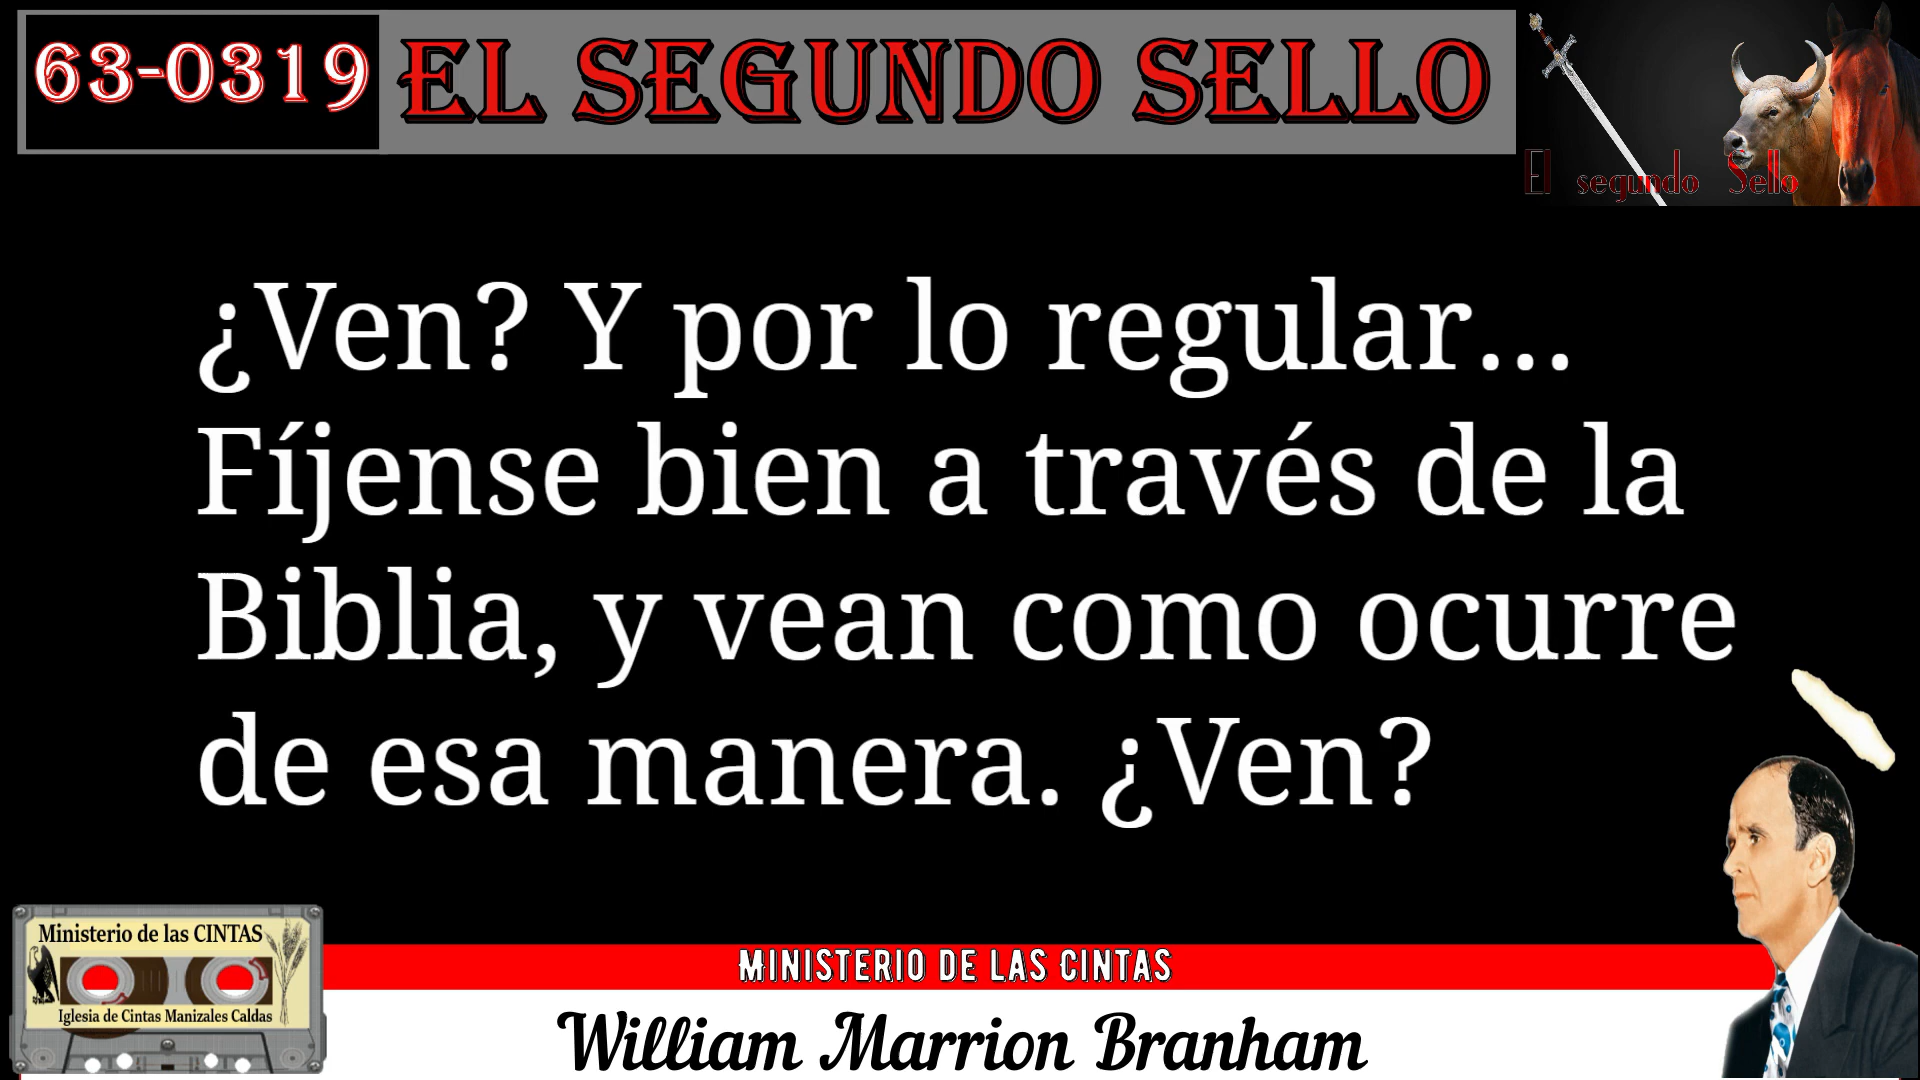 63-0319
EL SEGUNDO SELLO
El segundo Sello
¿Ven? Y por lo regular...
Fíjense bien a través de la
Biblia, y vean como ocurre
de esa manera. ¿Ven?
Ministerio de las CINTAS
Iglesia de Cintas Manizales Caldas
MINISTERIO DE LAS CINTAS
William Marrion Branham